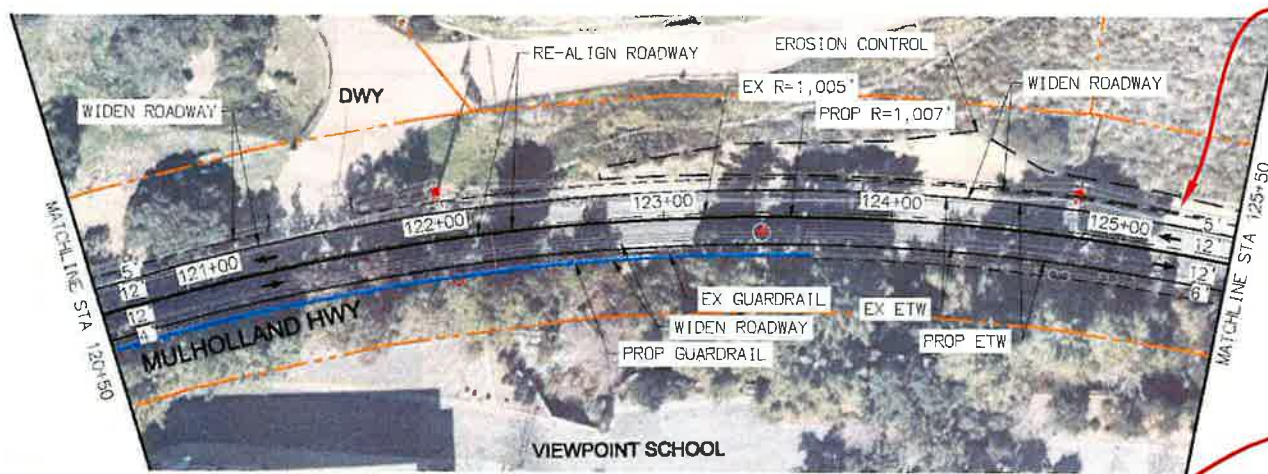 RE-ALIGN ROADWAY
EROSION CONTROL
WIDEN ROADWAY
DWY
EX R=1,005'
WIDEN ROADWAY
PROP R=1,007'
MATCHLINE STA 120+50
121+00
122+00
123+00
124+00
125+00
MATCHLINE STA 125+50
5'
12'
12'
4'
5'
12'
12'
6'
MULHOLLAND HWY
EX GUARDRAIL
EX ETW
WIDEN ROADWAY
PROP ETW
PROP GUARDRAIL
VIEWPOINT SCHOOL